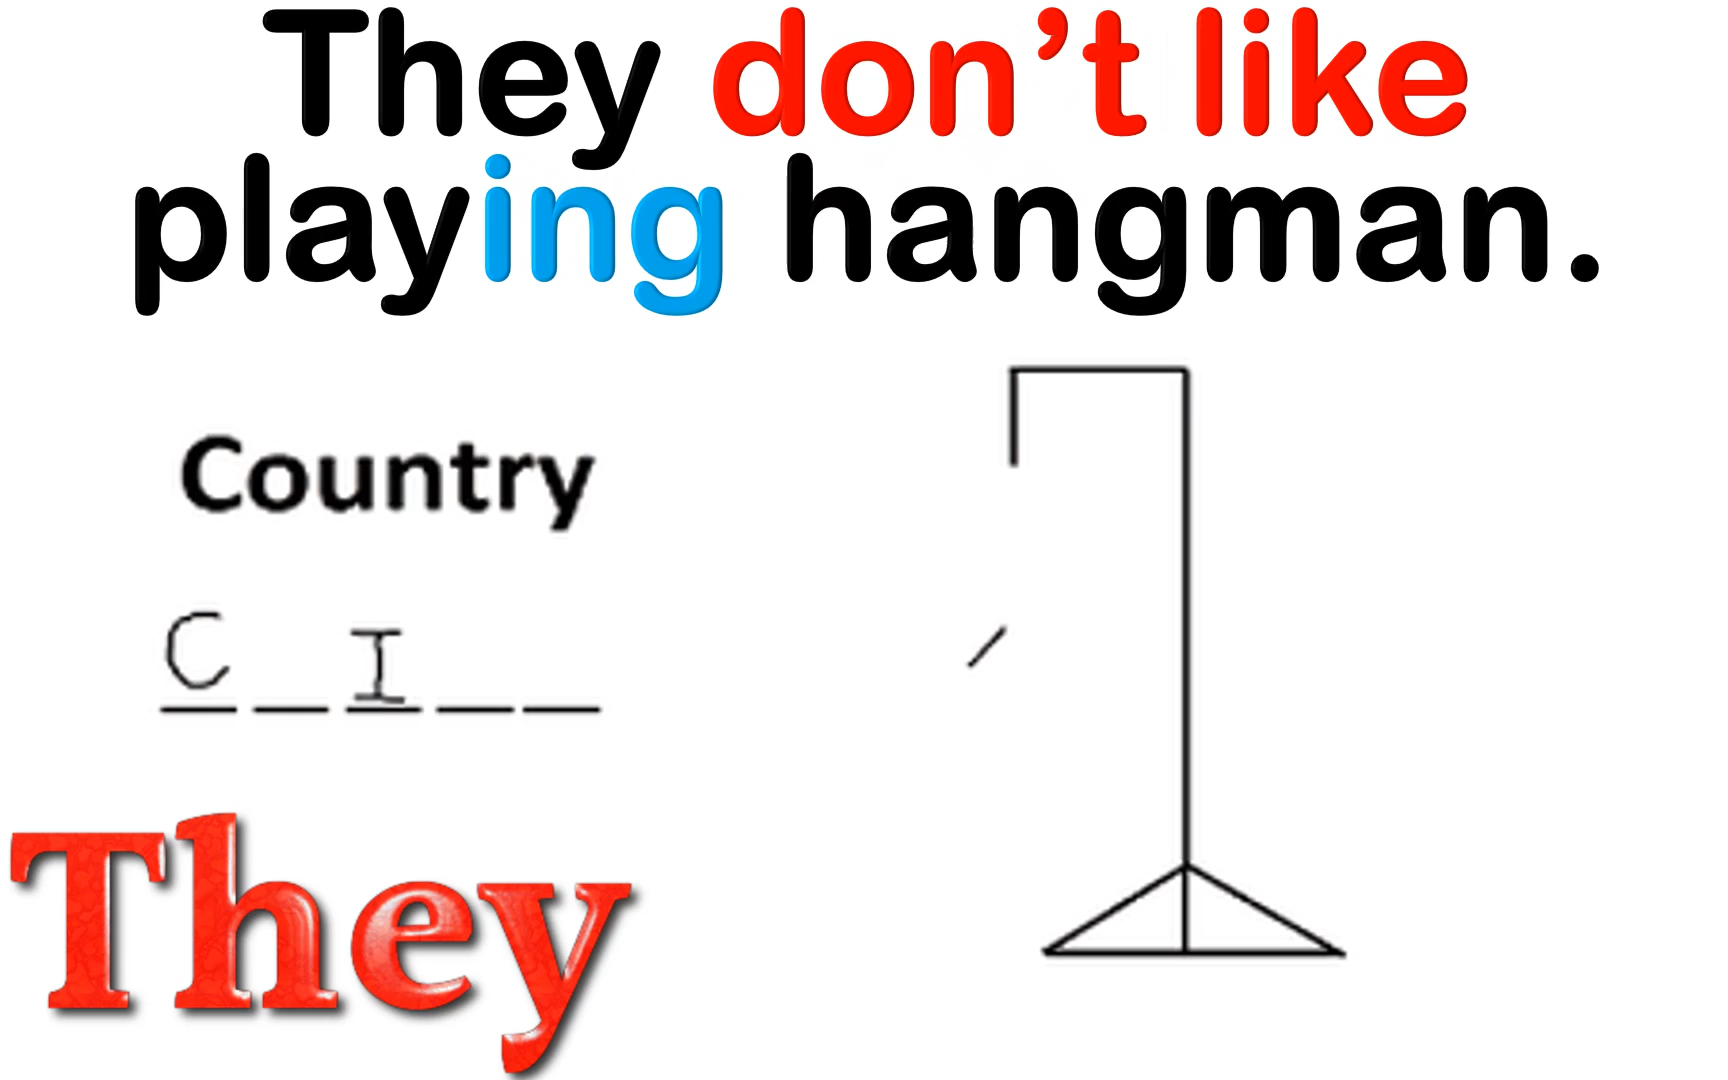 They don't like
playing hangman.
Country
C _ I _ _
They